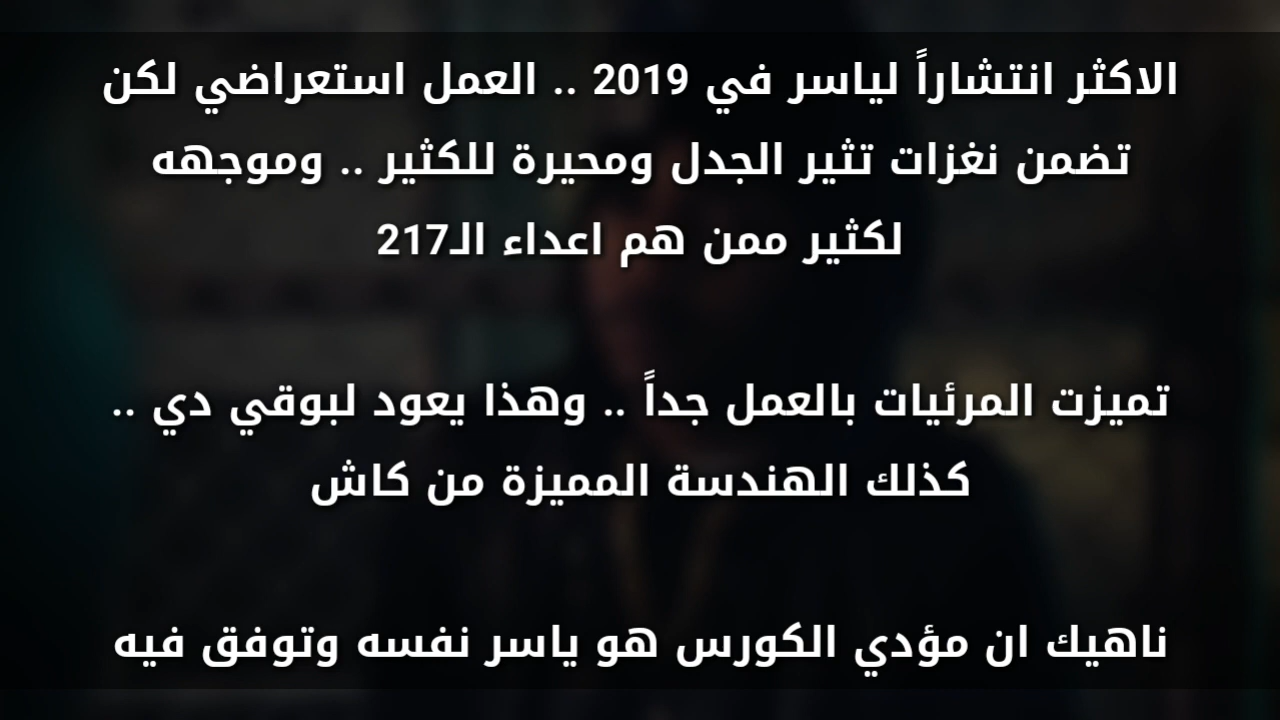 الاكثر انتشاراً لياسر في 2019 .. العمل استعراضي لكن
تضمن نغزات تثير الجدل ومحيرة للكثير .. وموجهه
لكثير ممن هم اعداء الـ217
تميزت المرئيات بالعمل جداً .. وهذا يعود لبوقي دي ..
كذلك الهندسة المميزة من كاش
ناهيك ان مؤدي الكورس هو ياسر نفسه وتوفق فيه